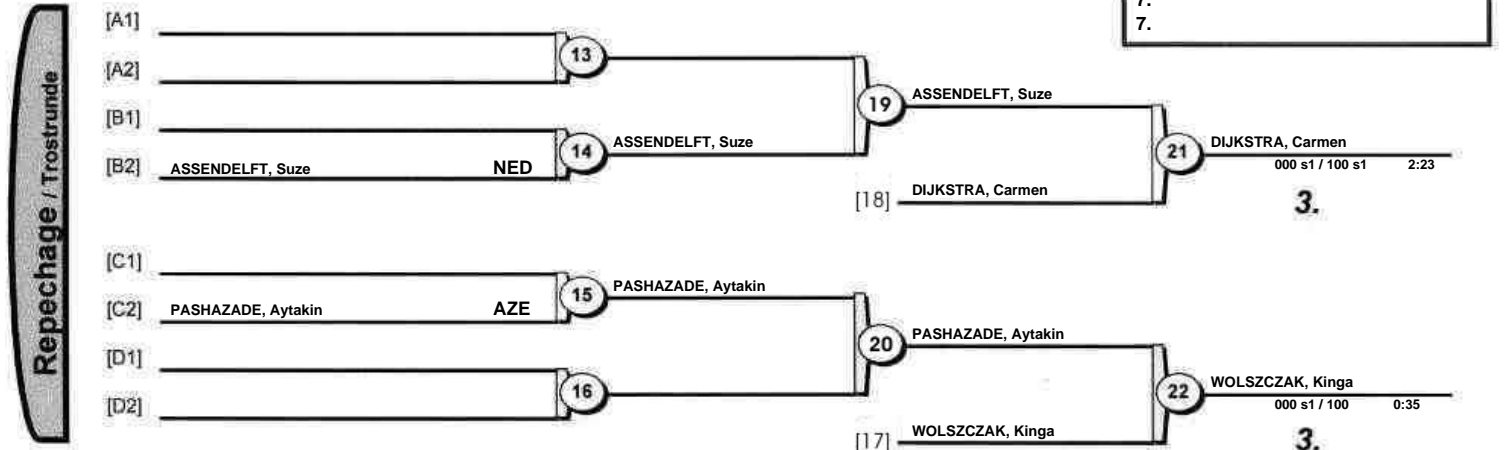 7.
7.
Repechage / Trostrunde
[A1]
[A2]
13
[B1]
[B2] ASSENDELFT, Suze NED
14
ASSENDELFT, Suze
19
ASSENDELFT, Suze
[18] DIJKSTRA, Carmen
21
DIJKSTRA, Carmen
000 s1 / 100 s1 2:23
3.
[C1]
[C2] PASHAZADE, Aytakin AZE
15
PASHAZADE, Aytakin
[D1]
[D2]
16
20
PASHAZADE, Aytakin
[17] WOLSZCZAK, Kinga
22
WOLSZCZAK, Kinga
000 s1 / 100 0:35
3.